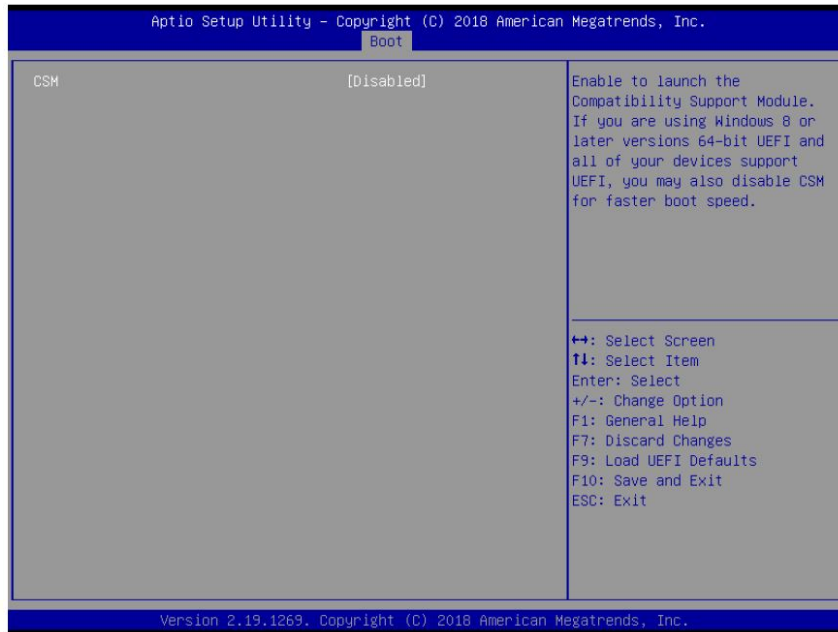 Aptio Setup Utility – Copyright (C) 2018 American Megatrends, Inc.
Boot
CSM [Disabled]
Enable to launch the
Compatibility Support Module.
If you are using Windows 8 or
later versions 64-bit UEFI and
all of your devices support
UEFI, you may also disable CSM
for faster boot speed.
↔: Select Screen
↑↓: Select Item
Enter: Select
+/-: Change Option
F1: General Help
F7: Discard Changes
F9: Load UEFI Defaults
F10: Save and Exit
ESC: Exit
Version 2.19.1269. Copyright (C) 2018 American Megatrends, Inc.